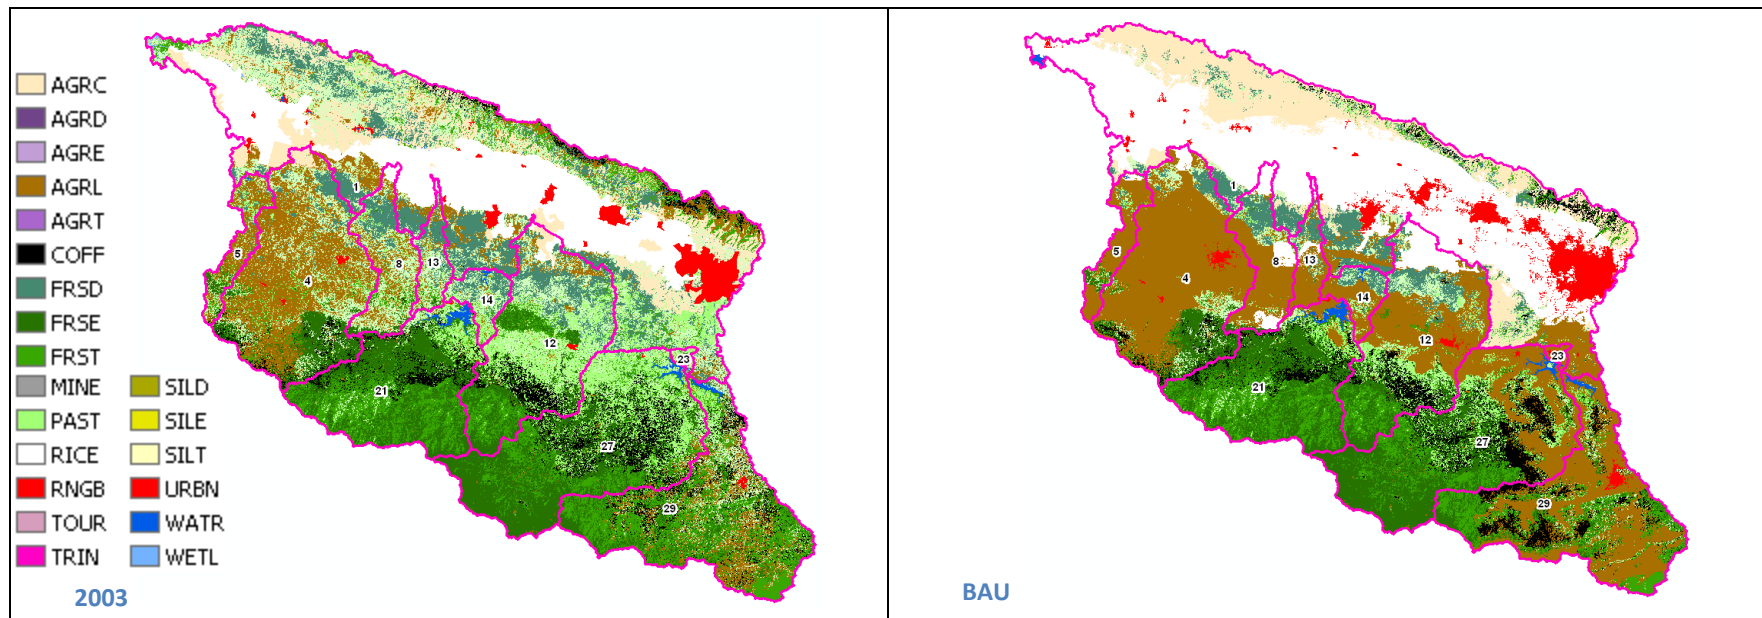 AGRC
AGRD
AGRE
AGRL
AGRT
COFF
FRSD
FRSE
FRST
MINE SILD
PAST SILE
RICE SILT
RNGB URBN
TOUR WATR
TRIN WETL
2003
1
5
4
8
13
14
12
23
21
27
29
BAU
1
5
4
8
13
14
12
23
21
27
29